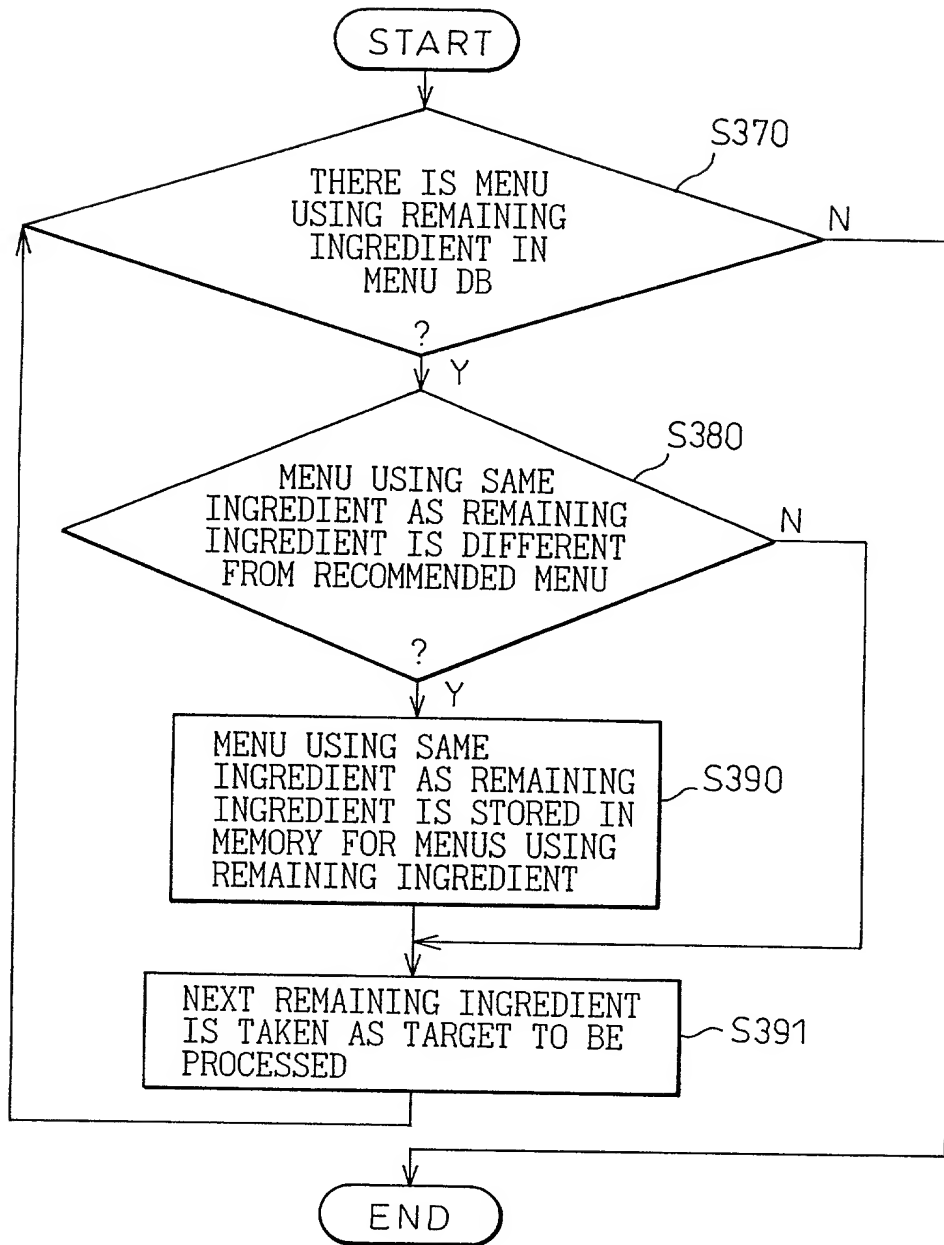 START
S370
THERE IS MENU
USING REMAINING
INGREDIENT IN
MENU DB
?
N
Y
S380
MENU USING SAME
INGREDIENT AS REMAINING
INGREDIENT IS DIFFERENT
FROM RECOMMENDED MENU
?
N
Y
MENU USING SAME
INGREDIENT AS REMAINING
INGREDIENT IS STORED IN
MEMORY FOR MENUS USING
REMAINING INGREDIENT
S390
NEXT REMAINING INGREDIENT
IS TAKEN AS TARGET TO BE
PROCESSED
S391
END